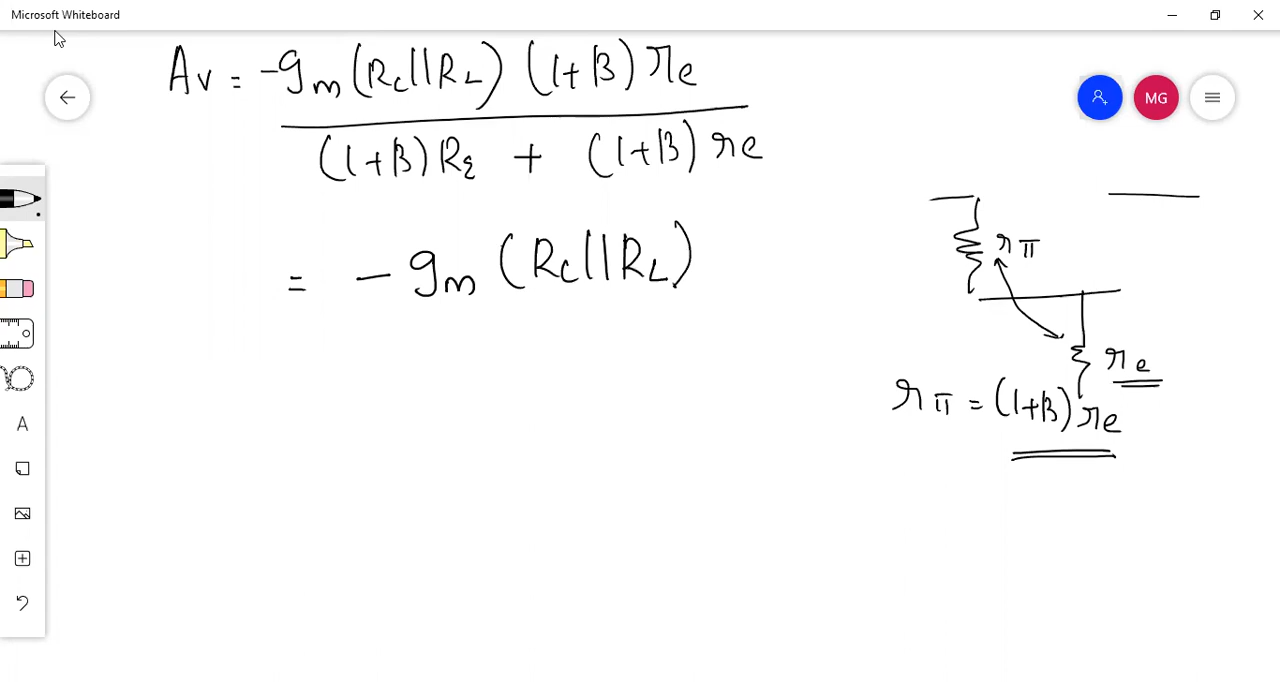 Microsoft Whiteboard
Av = -gm (Rc||RL) (1+β) re
(1+β) RE + (1+β) re
= - gm (Rc||RL)
MG
rπ
re
rπ = (1+β) re
A